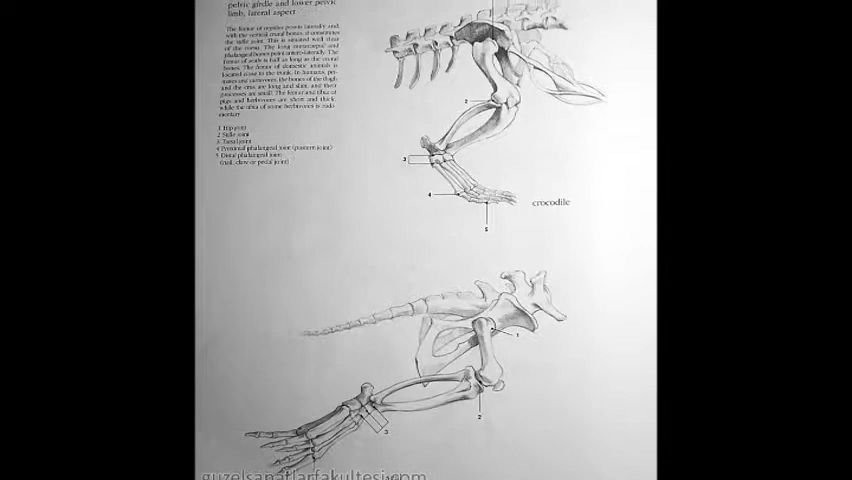 pelvic girdle and lower pelvic
limb, lateral aspect
The femur of reptiles points laterally and,
with the vertical crural bones, it constitutes
the stifle joint. This is situated well clear
of the torso. The long metacarpal and
phalangeal bones point antero-laterally. The
femur of seals is half as long as the crural
bones. The femur of domestic animals is
located close to the trunk. In humans, pri-
mates and carnivores, the bones of the thigh
and the crus are long and slim, and their
processes are small. The femur and tibia of
pigs and herbivores are short and thick,
while the ulna of some herbivores is rudi-
mentary
1 Hip joint
2 Stifle joint
3 Tarsal joint
4 Proximal phalangeal joint (pastern joint)
5 Distal phalangeal joint
(nail, claw or pedal joint)
2
3
4
5
crocodile
1
2
3
guzelsanatlarfakultesi.com